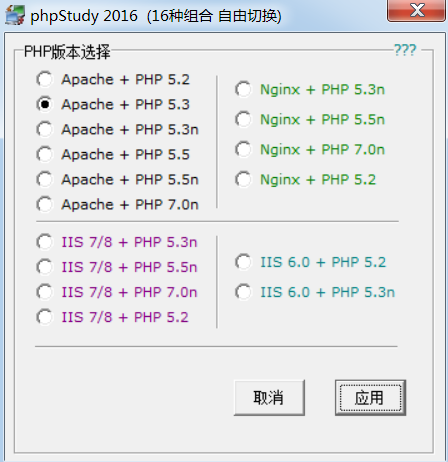 phpStudy 2016 (16种组合 自由切换)
PHP版本选择
???
Apache + PHP 5.2
Apache + PHP 5.3
Apache + PHP 5.3n
Apache + PHP 5.5
Apache + PHP 5.5n
Apache + PHP 7.0n
Nginx + PHP 5.3n
Nginx + PHP 5.5n
Nginx + PHP 7.0n
Nginx + PHP 5.2
IIS 7/8 + PHP 5.3n
IIS 7/8 + PHP 5.5n
IIS 7/8 + PHP 7.0n
IIS 7/8 + PHP 5.2
IIS 6.0 + PHP 5.2
IIS 6.0 + PHP 5.3n
取消
应用